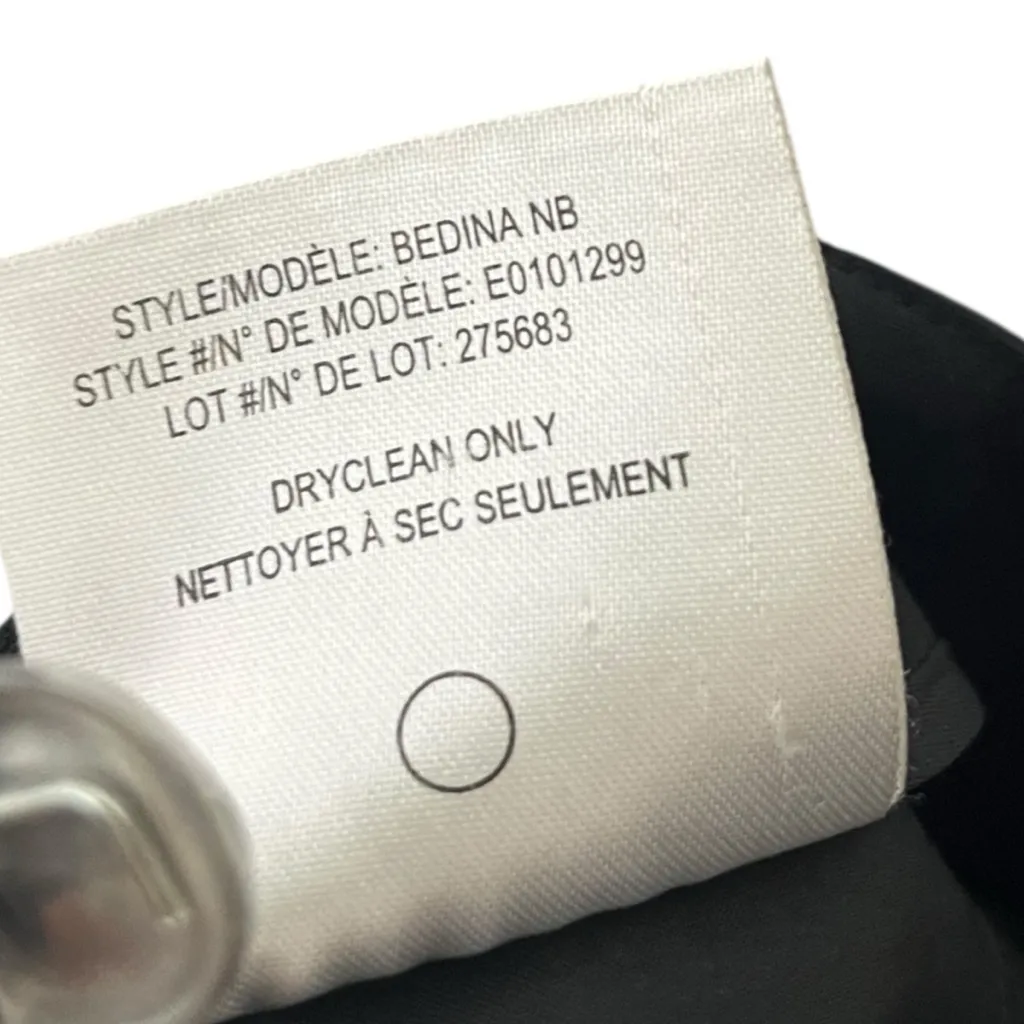 STYLE/MODÈLE: BEDINA NB
STYLE #/N° DE MODÈLE: E0101299
LOT #/N° DE LOT: 275683
DRYCLEAN ONLY
NETTOYER À SEC SEULEMENT